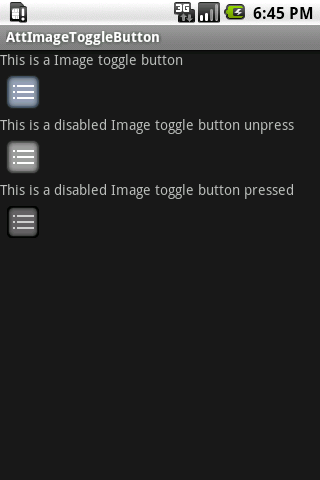 3G
6:45 PM
AttImageToggleButton
This is a Image toggle button
This is a disabled Image toggle button unpress
This is a disabled Image toggle button pressed